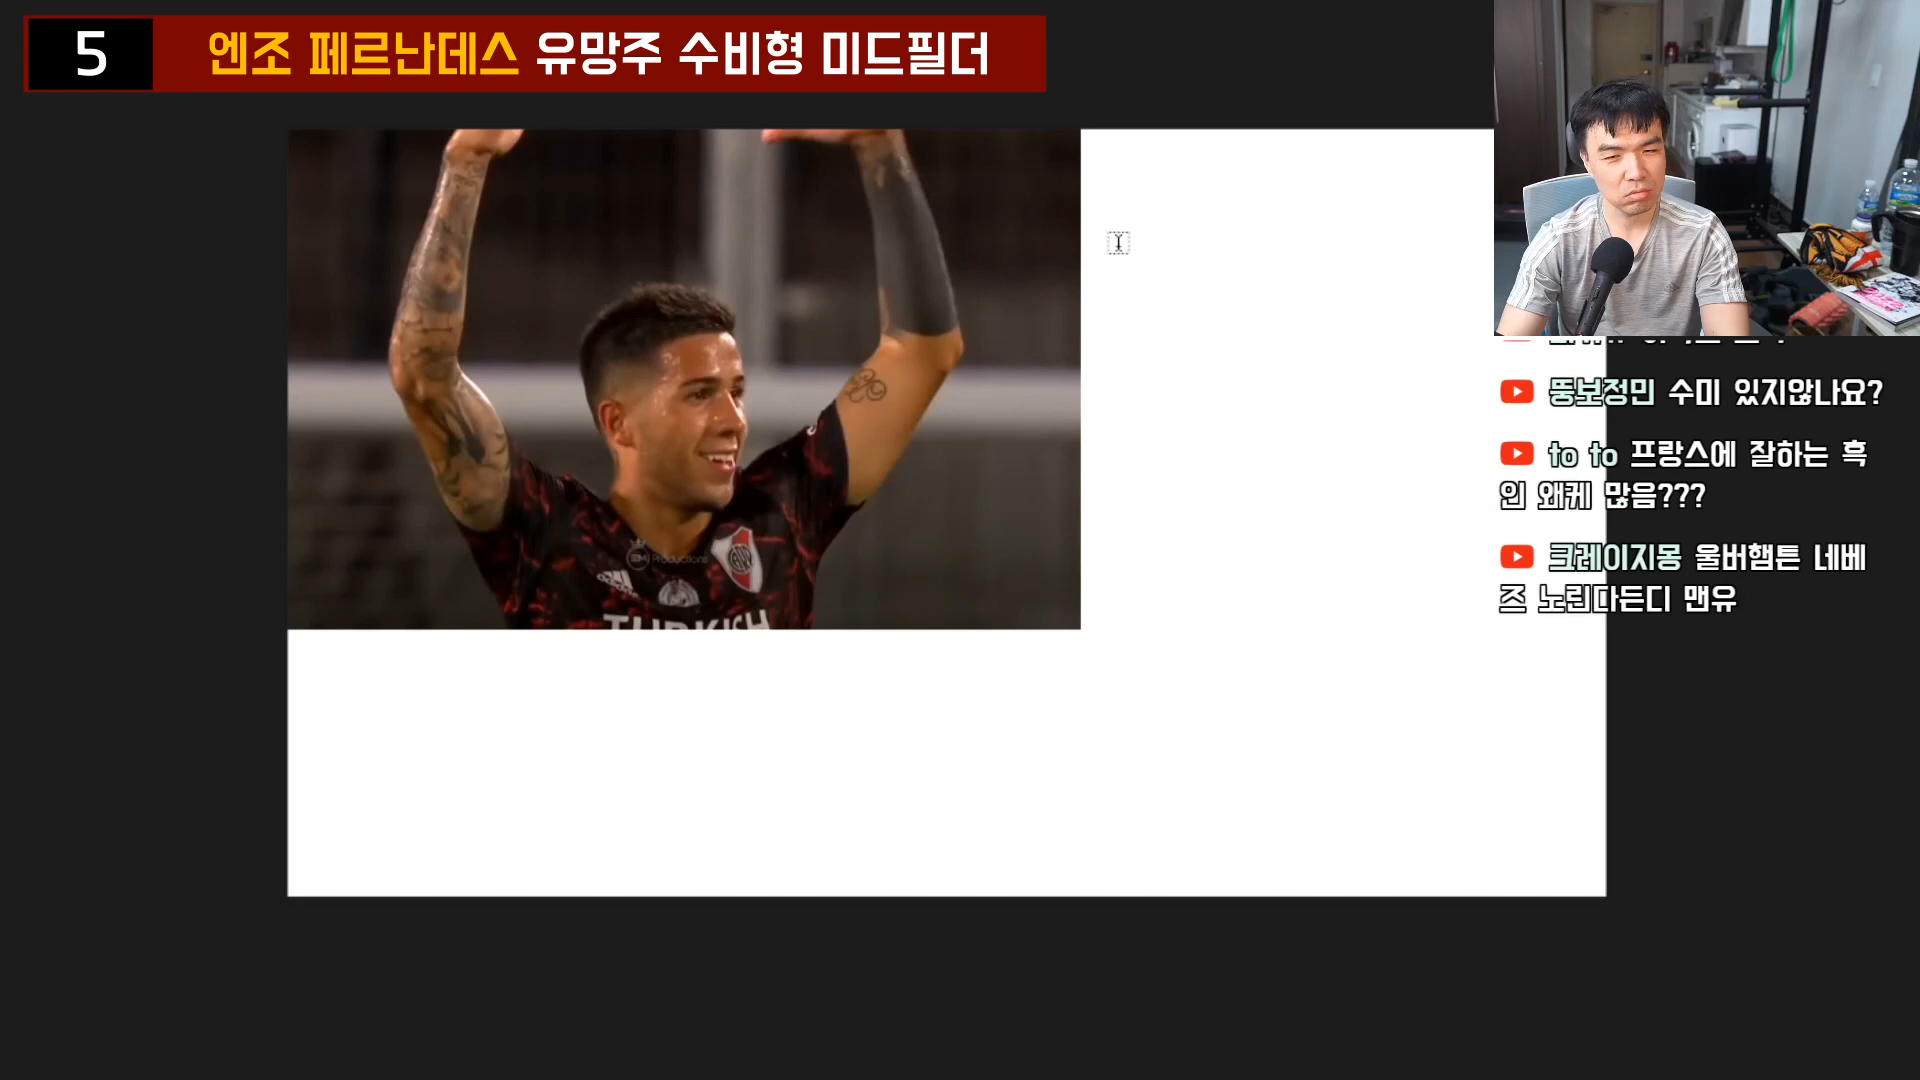 5
엔조 페르난데스 유망주 수비형 미드필더
뚱보정민 수미 있지않나요?
to to 프랑스에 잘하는 흑
인 왜케 많음???
크레이지몽 울버햄튼 네베
즈 노린다든디 맨유
EMJ Productions
TURKISH